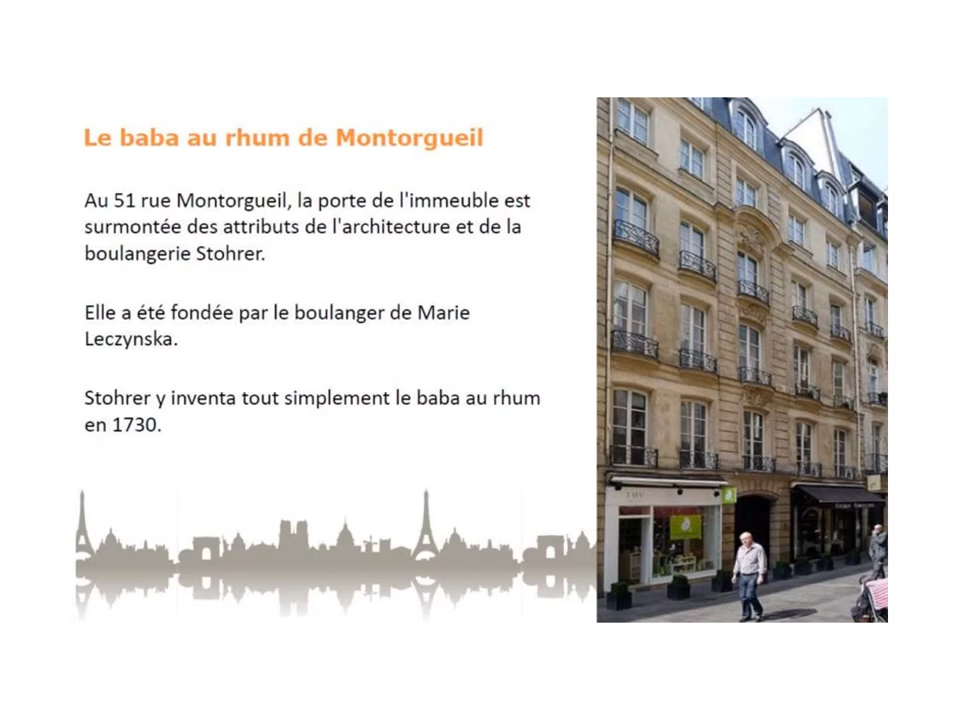 Le baba au rhum de Montorgueil
Au 51 rue Montorgueil, la porte de l'immeuble est
surmontée des attributs de l'architecture et de la
boulangerie Stohrer.
Elle a été fondée par le boulanger de Marie
Leczynska.
Stohrer y inventa tout simplement le baba au rhum
en 1730.